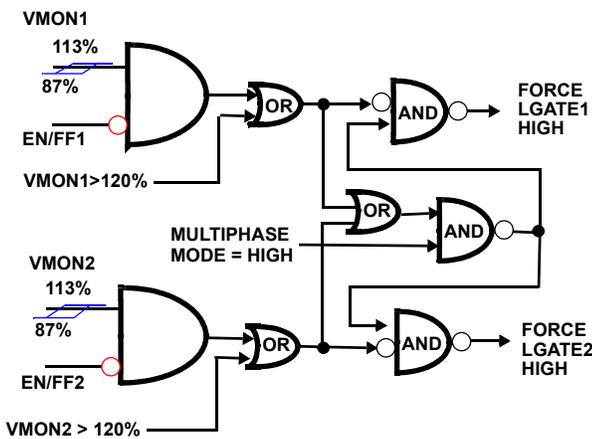 VMON1
113%
87%
EN/FF1
VMON1>120%
OR
AND
FORCE
LGATE1
HIGH
OR
AND
MULTIPHASE
MODE = HIGH
VMON2
113%
87%
EN/FF2
VMON2 > 120%
OR
AND
FORCE
LGATE2
HIGH